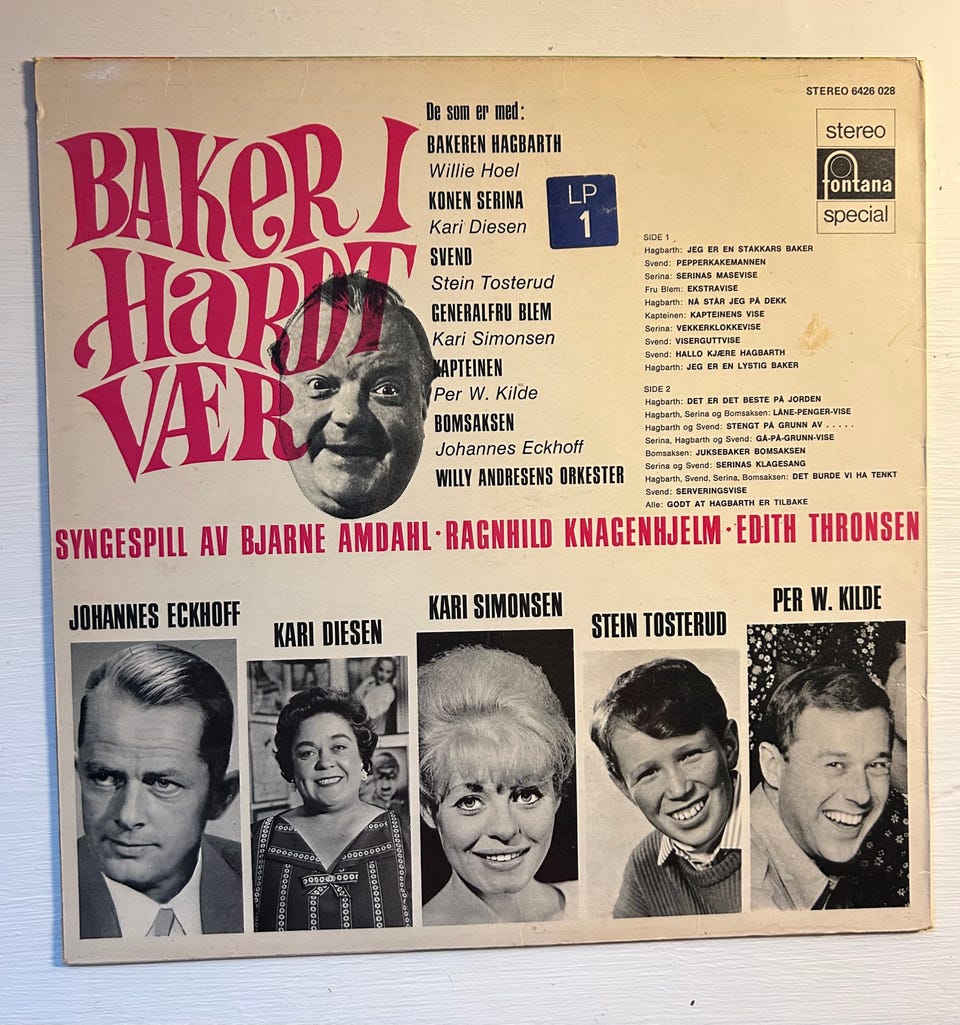 STEREO 6426 028
stereo
fontana
special
BAKER I
HARDT
VÆR
De som er med:
BAKEREN HAGBARTH
Willie Hoel
KONEN SERINA
Kari Diesen
SVEND
Stein Tosterud
GENERALFRU BLEM
Kari Simonsen
KAPTEINEN
Per W. Kilde
BOMSAKSEN
Johannes Eckhoff
WILLY ANDRESENS ORKESTER
LP
1
SIDE 1
Hagbarth: JEG ER EN STAKKARS BAKER
Svend: PEPPERKAKEMANNEN
Serina: SERINAS MASEVISE
Fru Blem: EKSTRAVISE
Hagbarth: NÅ STÅR JEG PÅ DEKK
Kapteinen: KAPTEINENS VISE
Serina: VEKKERKLOKKEVISE
Svend: VISERGUTTVISE
Svend: HALLO KJÆRE HAGBARTH
Hagbarth: JEG ER EN LYSTIG BAKER
SIDE 2
Hagbarth: DET ER DET BESTE PÅ JORDEN
Hagbarth, Serina og Bomsaksen: LÅNE-PENGER-VISE
Hagbarth og Svend: STENGT PÅ GRUNN AV . . . . .
Serina, Hagbarth og Svend: GÅ-PÅ-GRUNN-VISE
Bomsaksen: JUKSEBAKER BOMSAKSEN
Serina og Svend: SERINAS KLAGESANG
Hagbarth, Svend, Serina, Bomsaksen: DET BURDE VI HA TENKT
Svend: SERVERINGSVISE
Alle: GODT AT HAGBARTH ER TILBAKE
SYNGESPILL AV BJARNE AMDAHL·RAGNHILD KNAGENHJELM·EDITH THRONSEN
JOHANNES ECKHOFF
KARI DIESEN
KARI SIMONSEN
STEIN TOSTERUD
PER W. KILDE